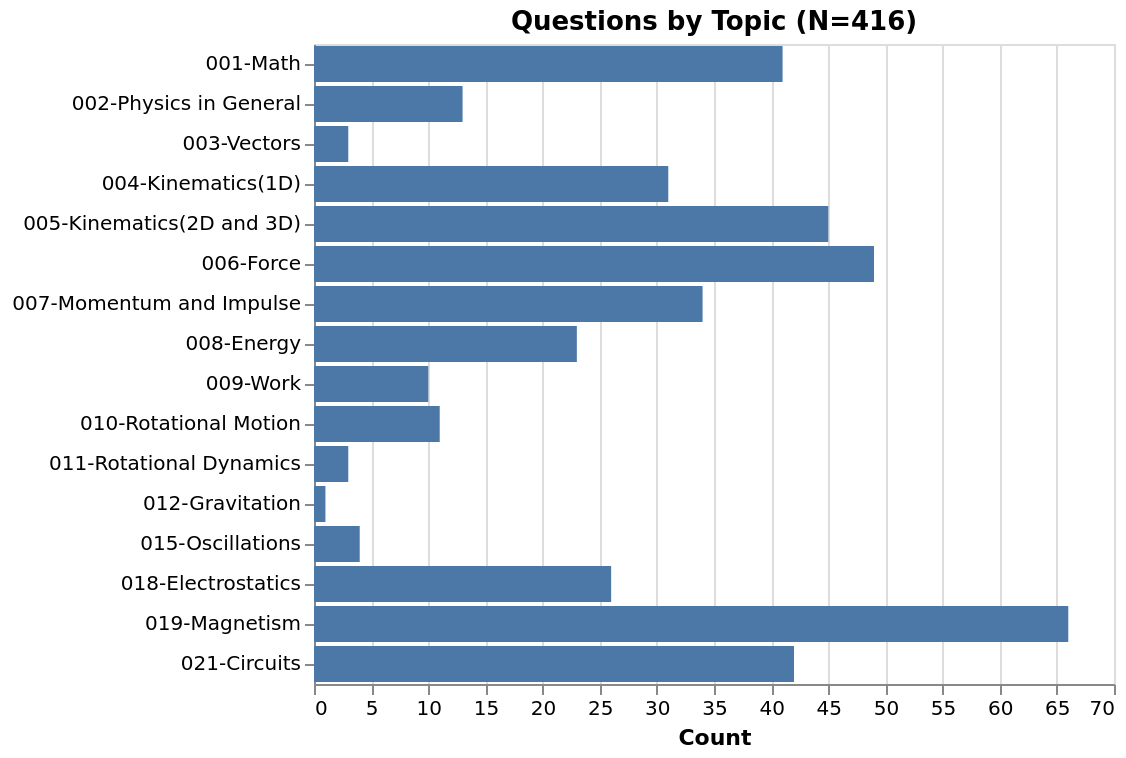 Questions by Topic (N=416)
001-Math
002-Physics in General
003-Vectors
004-Kinematics(1D)
005-Kinematics(2D and 3D)
006-Force
007-Momentum and Impulse
008-Energy
009-Work
010-Rotational Motion
011-Rotational Dynamics
012-Gravitation
015-Oscillations
018-Electrostatics
019-Magnetism
021-Circuits
0 5 10 15 20 25 30 35 40 45 50 55 60 65 70
Count